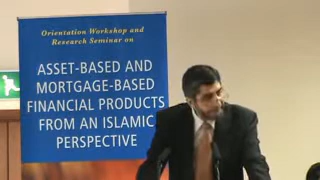 Orientation Workshop and
Research Seminar on
ASSET-BASED AND
MORTGAGE-BASED
FINANCIAL PRODUCTS
FROM AN ISLAMIC
PERSPECTIVE